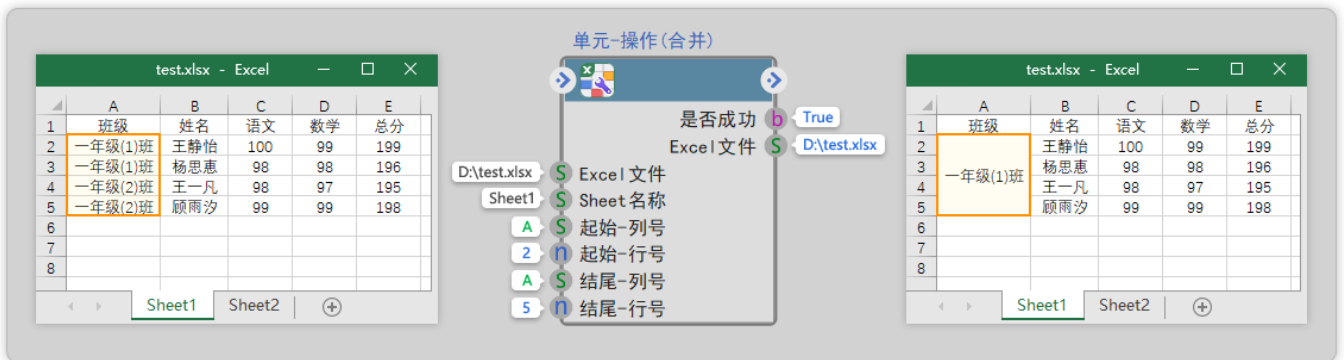 单元-操作(合并)
test.xlsx - Excel
A B C D E
1 班级 姓名 语文 数学 总分
2 一年级(1)班 王静怡 100 99 199
3 一年级(1)班 杨思惠 98 98 196
4 一年级(2)班 王一凡 98 97 195
5 一年级(2)班 顾雨汐 99 99 198
6
7
8
Sheet1 Sheet2
是否成功 b True
Excel文件 S D:\test.xlsx
D:\test.xlsx S Excel文件
Sheet1 S Sheet名称
A S 起始-列号
2 n 起始-行号
A S 结尾-列号
5 n 结尾-行号
test.xlsx - Excel
A B C D E
1 班级 姓名 语文 数学 总分
2 王静怡 100 99 199
3 杨思惠 98 98 196
一年级(1)班
4 王一凡 98 97 195
5 顾雨汐 99 99 198
6
7
8
Sheet1 Sheet2